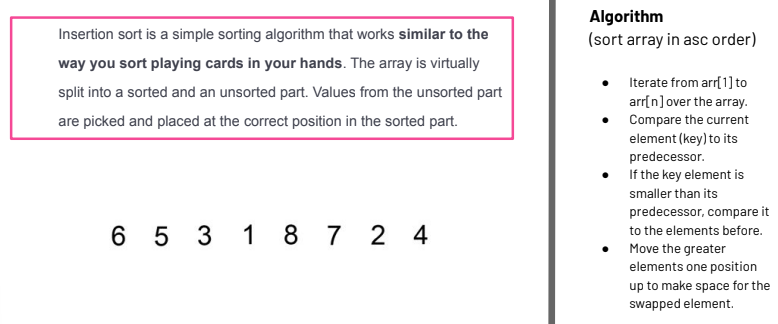 Insertion sort is a simple sorting algorithm that works similar to the
way you sort playing cards in your hands. The array is virtually
split into a sorted and an unsorted part. Values from the unsorted part
are picked and placed at the correct position in the sorted part.
6 5 3 1 8 7 2 4
Algorithm
(sort array in asc order)
● Iterate from arr[1] to
arr[n] over the array.
● Compare the current
element (key) to its
predecessor.
● If the key element is
smaller than its
predecessor, compare it
to the elements before.
● Move the greater
elements one position
up to make space for the
swapped element.